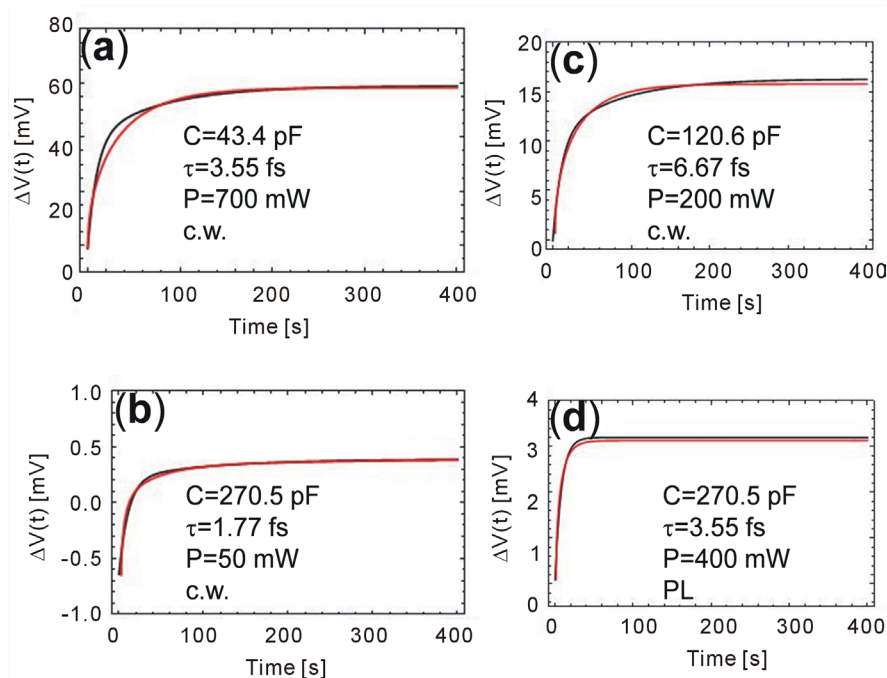 (a)
80
60
40
20
0
ΔV(t) [mV]
C=43.4 pF
τ=3.55 fs
P=700 mW
c.w.
0 100 200 300 400
Time [s]
(c)
20
15
10
5
0
ΔV(t) [mV]
C=120.6 pF
τ=6.67 fs
P=200 mW
c.w.
0 100 200 300 400
Time [s]
(b)
1.0
0.5
0.0
-0.5
-1.0
ΔV(t) [mV]
C=270.5 pF
τ=1.77 fs
P=50 mW
c.w.
0 100 200 300 400
Time [s]
(d)
4
3
2
1
0
ΔV(t) [mV]
C=270.5 pF
τ=3.55 fs
P=400 mW
PL
0 100 200 300 400
Time [s]